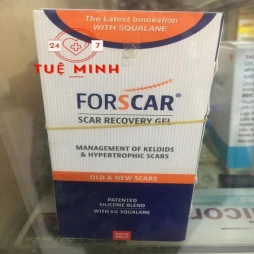 The Latest Innovation
WITH SQUALANE
24 7
TUỆ MINH
FORSCAR®
SCAR RECOVERY GEL
MANAGEMENT OF KELOIDS
& HYPERTROPHIC SCARS
OLD & NEW SCARS
PATENTED
SILICONE BLEND
WITH 5% SQUALANE